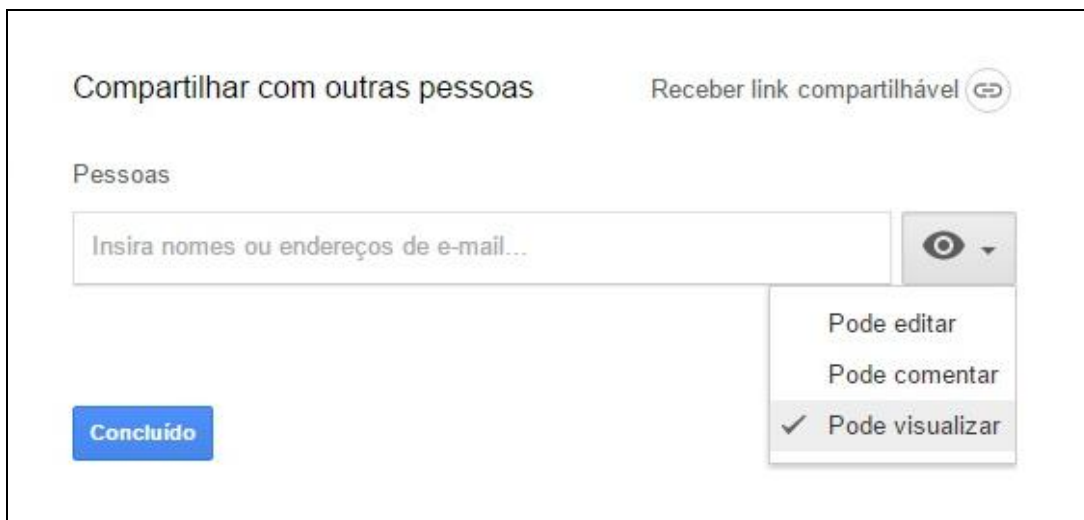 Compartilhar com outras pessoas
Receber link compartilhável
Pessoas
Insira nomes ou endereços de e-mail...
Pode editar
Pode comentar
Pode visualizar
Concluído